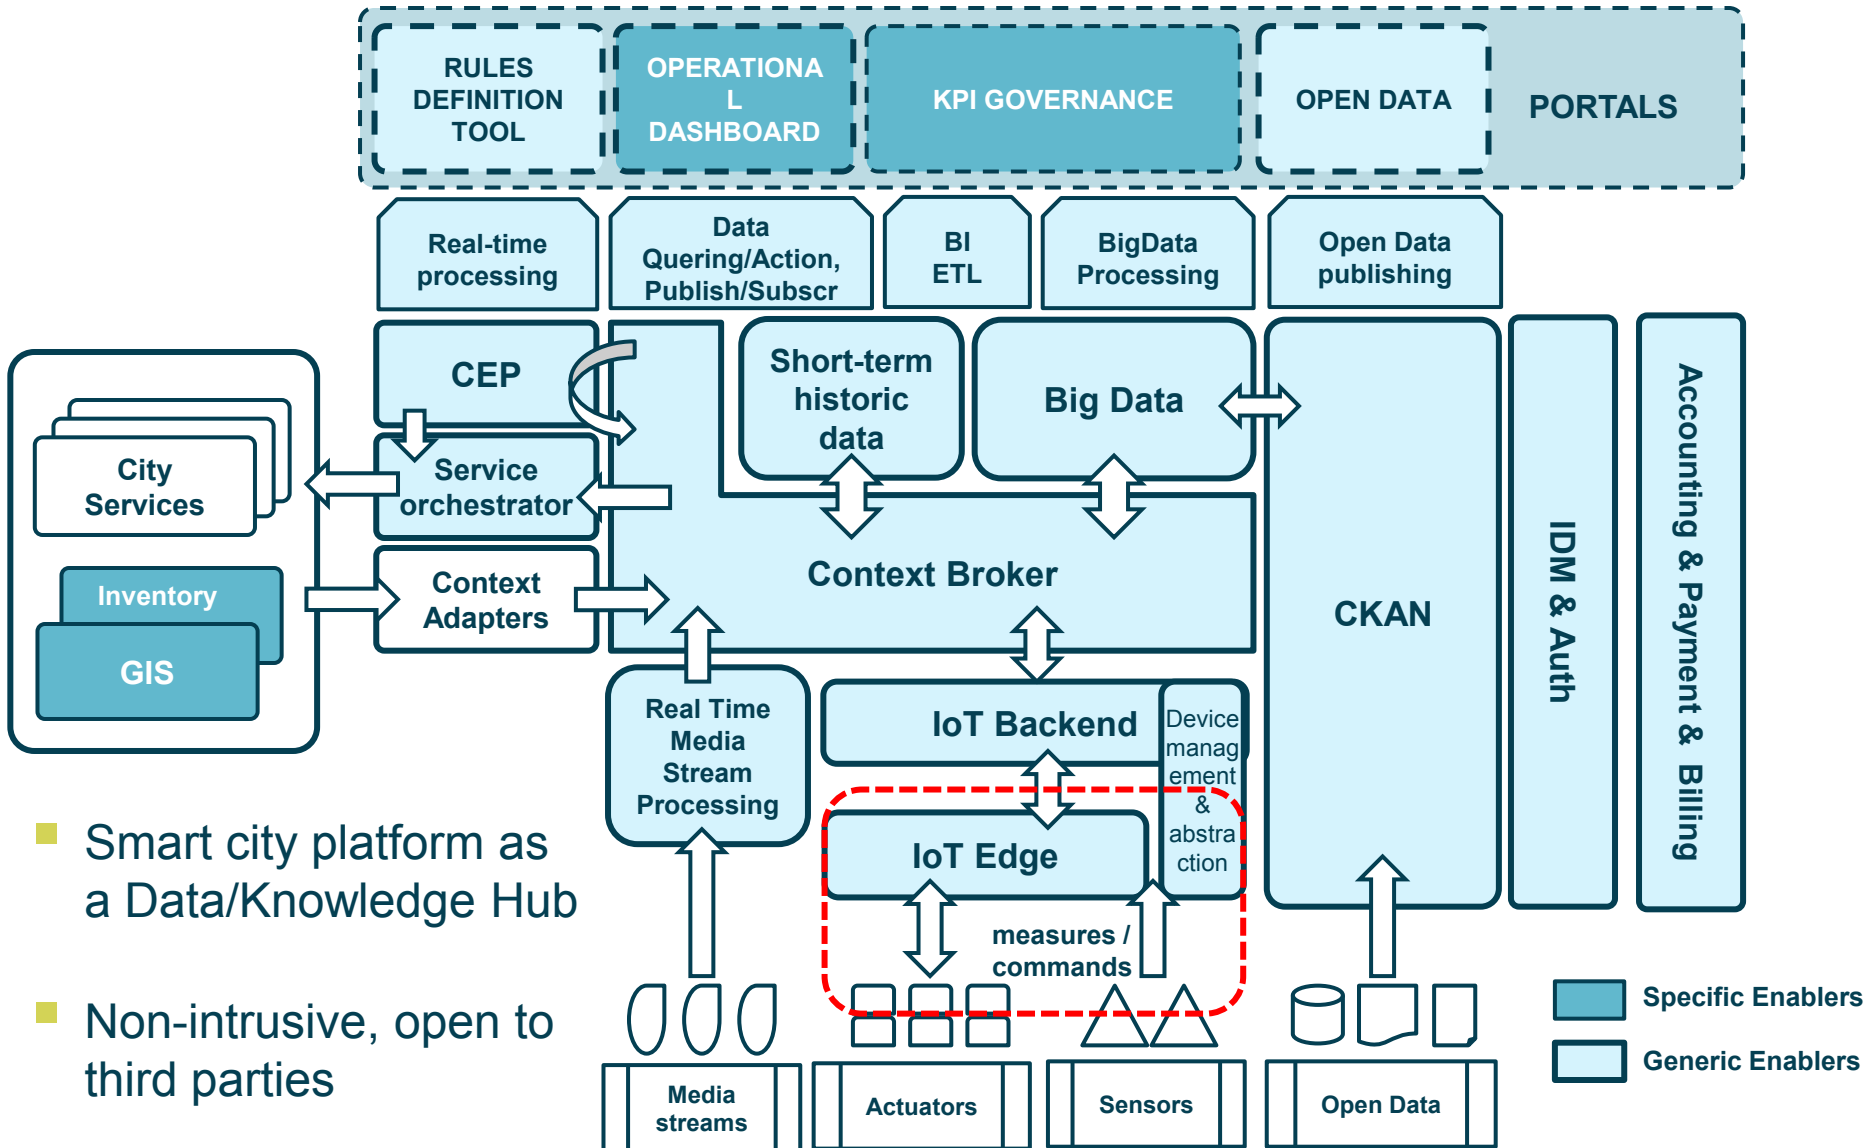 RULES
DEFINITION
TOOL
OPERATIONA
L
DASHBOARD
KPI GOVERNANCE
OPEN DATA
PORTALS
Real-time
processing
Data
Quering/Action,
Publish/Subscr
BI
ETL
BigData
Processing
Open Data
publishing
CEP
Short-term
historic
data
Big Data
City
Services
Service
orchestrator
Inventory
GIS
Context
Adapters
Context Broker
CKAN
IDM & Auth
Accounting & Payment & Billing
Real Time
Media
Stream
Processing
IoT Backend
Device
manag
ement
&
abstra
ction
IoT Edge
measures /
commands
Smart city platform as
a Data/Knowledge Hub
Non-intrusive, open to
third parties
Media
streams
Actuators
Sensors
Open Data
Specific Enablers
Generic Enablers